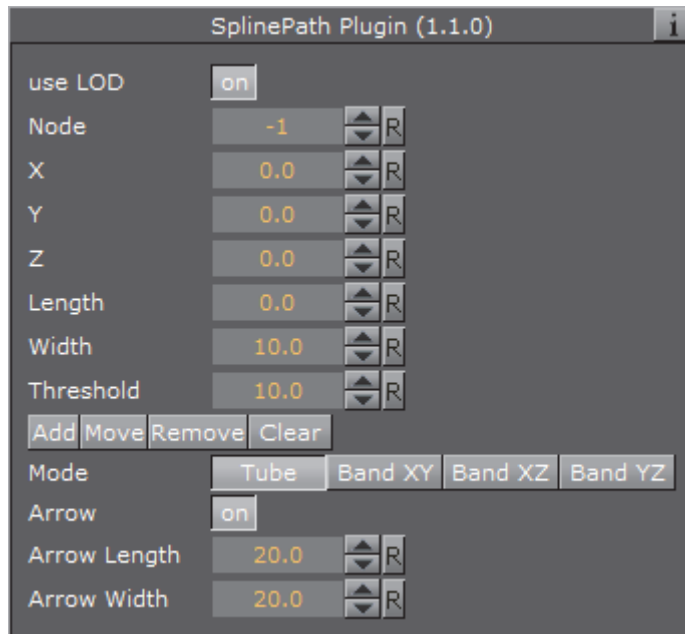 SplinePath Plugin (1.1.0) i
use LOD on
Node -1 R
X 0.0 R
Y 0.0 R
Z 0.0 R
Length 0.0 R
Width 10.0 R
Threshold 10.0 R
Add Move Remove Clear
Mode Tube Band XY Band XZ Band YZ
Arrow on
Arrow Length 20.0 R
Arrow Width 20.0 R